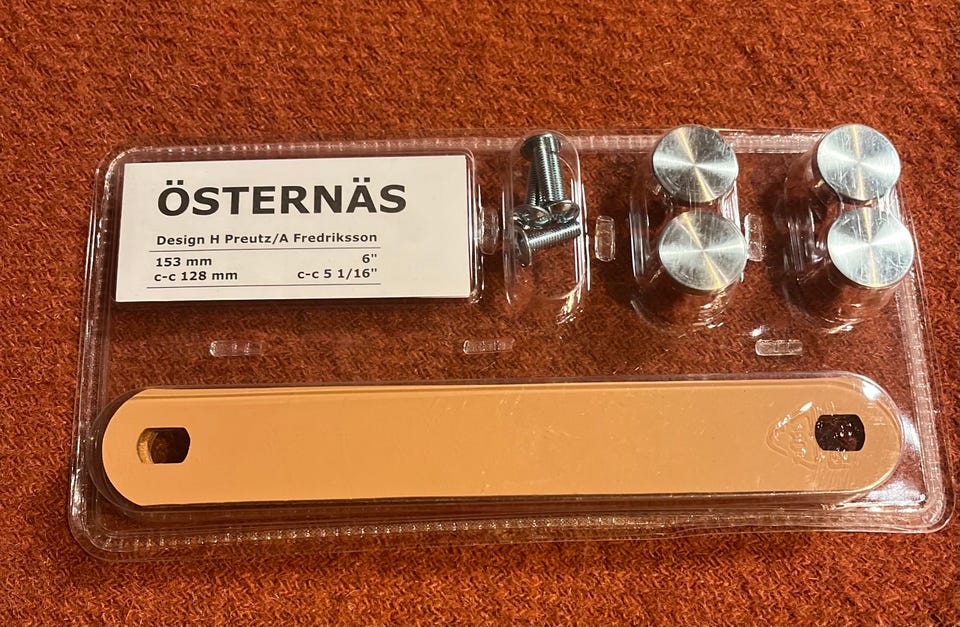 ÖSTERNÄS
Design H Preutz/A Fredriksson
153 mm 6"
c-c 128 mm c-c 5 1/16"